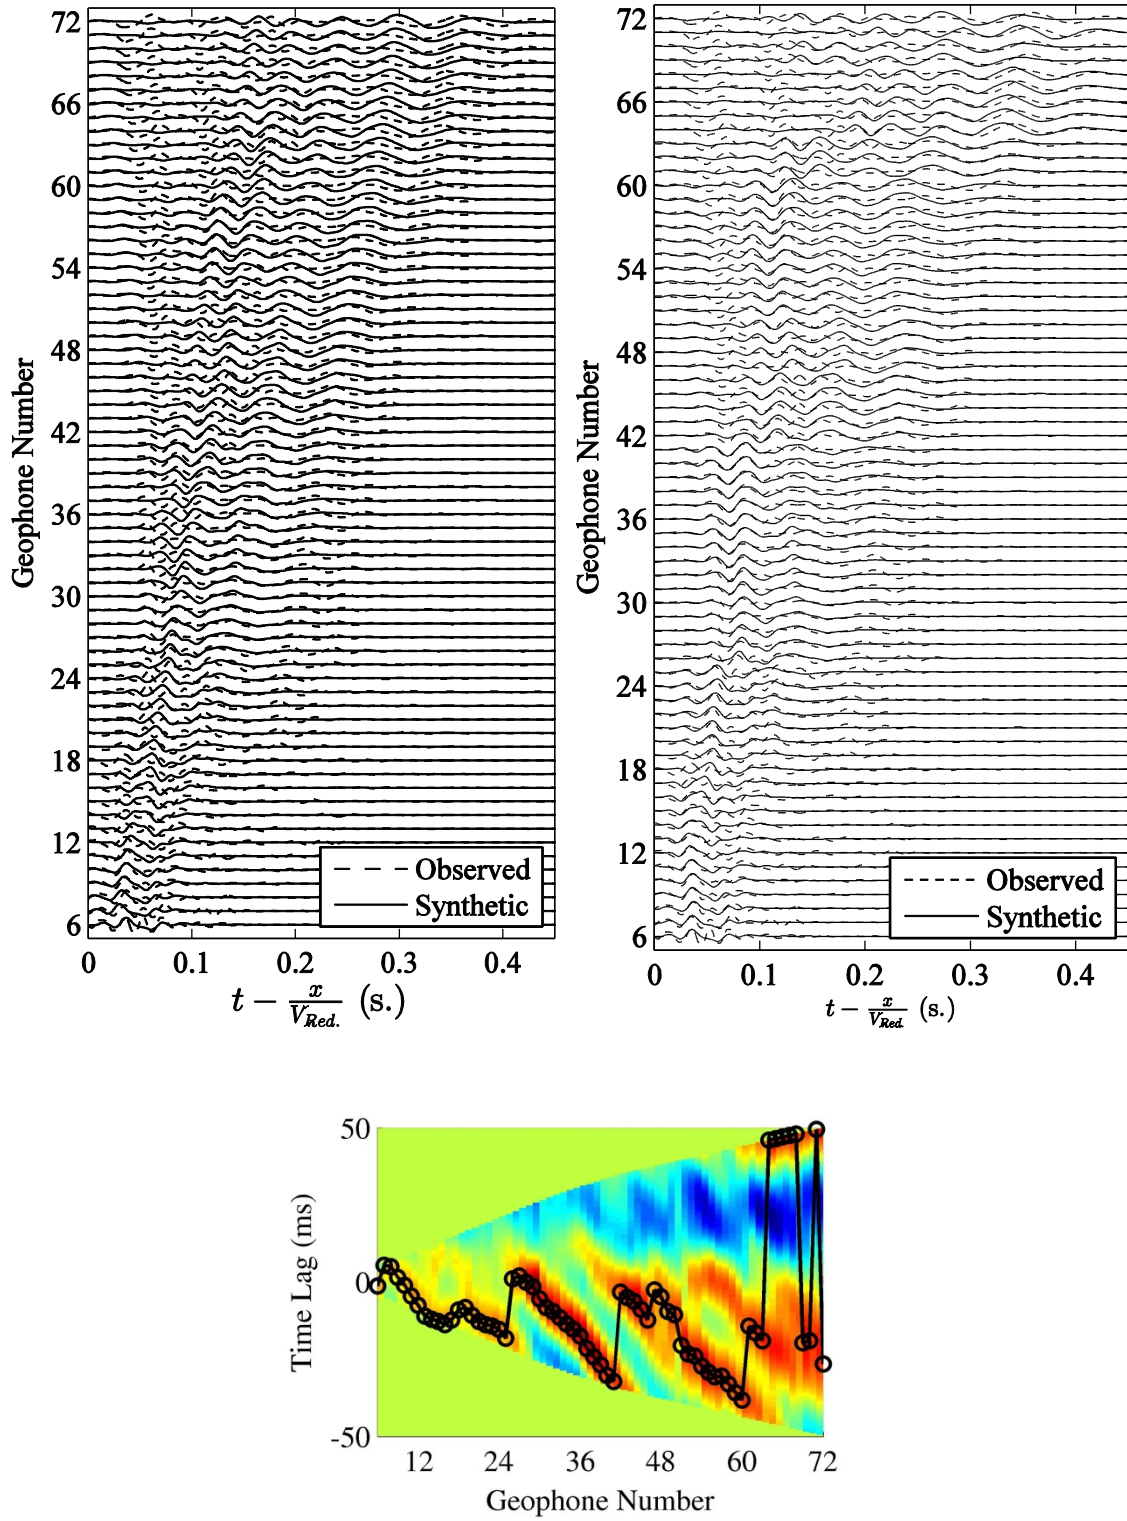 72
66
60
54
48
42
36
30
24
18
12
6
Geophone Number
Observed
Synthetic
0 0.1 0.2 0.3 0.4
t − x/V_Red. (s.)
72
66
60
54
48
42
36
30
24
18
12
6
Geophone Number
Observed
Synthetic
0 0.1 0.2 0.3 0.4
t − x/V_Red. (s.)
50
0
-50
Time Lag (ms)
12 24 36 48 60 72
Geophone Number